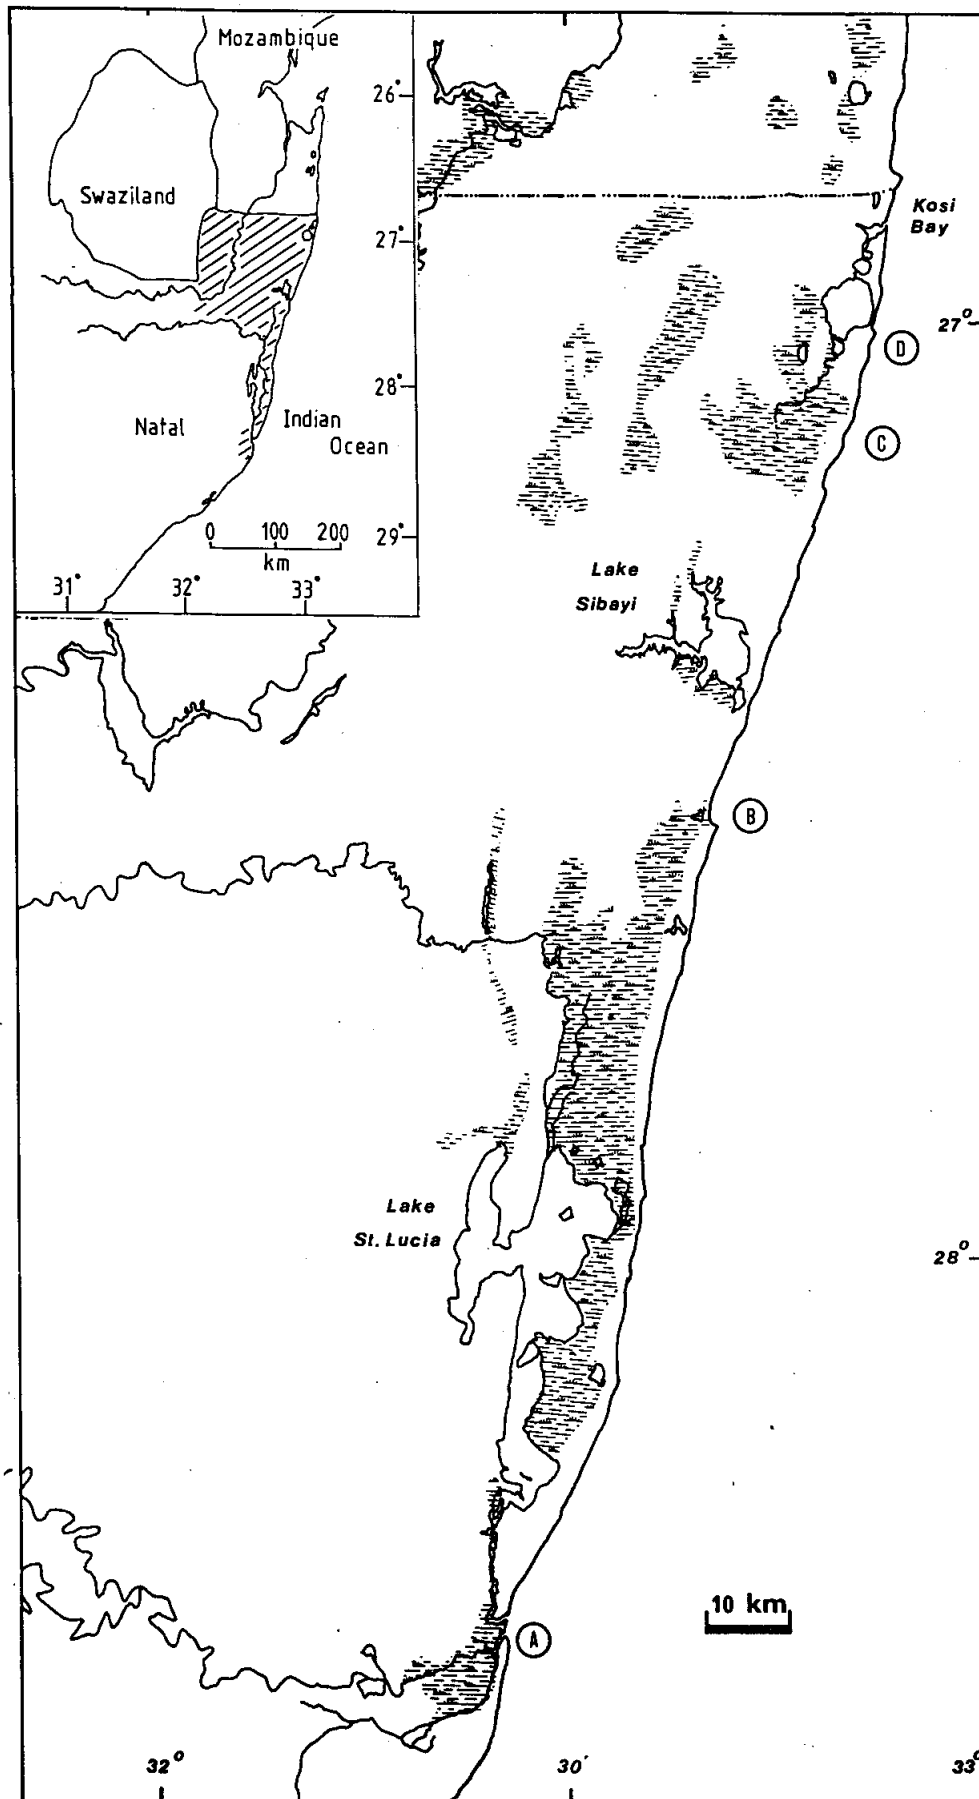 Mozambique
26°
Swaziland
Kosi
Bay
27°
27°
D
28°
Natal
Indian
Ocean
C
0 100 200
km
29°
31° 32° 33°
Lake
Sibayi
B
Lake
St. Lucia
28°
10 km
A
32° 30' 33°